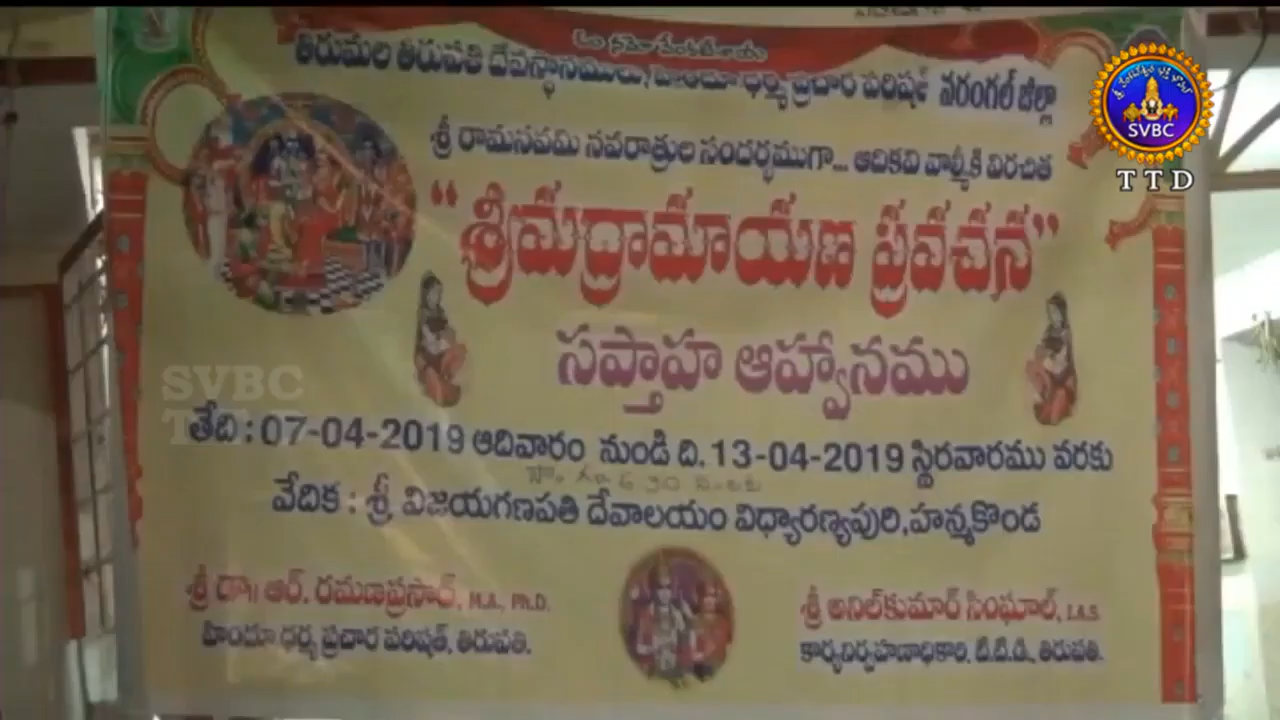 ఓం నమో వేంకటేశాయ
తిరుమల తిరుపతి దేవస్థానములు, హిందూ ధర్మ ప్రచార పరిషత్ వరంగల్ జిల్లా
శ్రీ రామనవమి నవరాత్రుల సందర్భముగా... ఆదికవి వాల్మీకి విరచిత
"శ్రీమద్రామాయణ ప్రవచన"
సప్తాహ ఆహ్వానము
తేది : 07-04-2019 ఆదివారం నుండి ది. 13-04-2019 స్థిరవారము వరకు
వేదిక : శ్రీ విజయగణపతి దేవాలయం విధ్యారణ్యపురి,హన్మకొండ
శ్రీ డా॥ ఆర్. రమణప్రసాద్, M.A., Ph.D.
హిందూ ధర్మ ప్రచార పరిషత్, తిరుపతి.
శ్రీ అనిల్‌కుమార్ సింఘాల్, I.A.S
కార్యనిర్వహణాధికారి, టి.టి.డి., తిరుపతి.
SVBC
TTD
SVBC